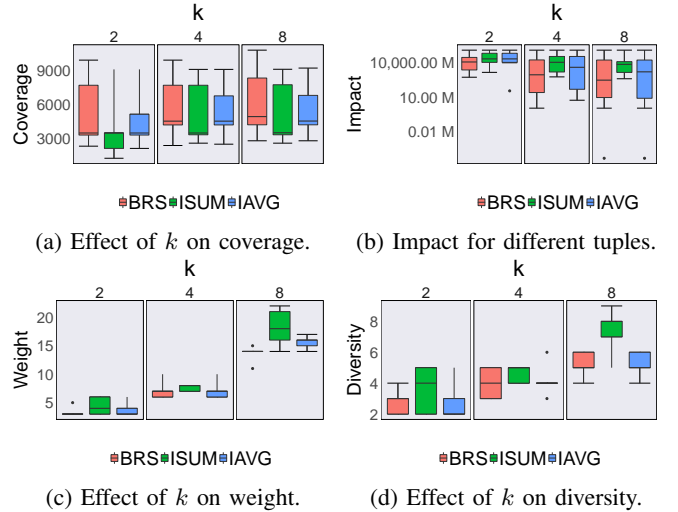 k
2 4 8
Coverage
9000
6000
3000
BRS ISUM IAVG
(a) Effect of k on coverage.
k
2 4 8
Impact
10,000.00 M
10.00 M
0.01 M
BRS ISUM IAVG
(b) Impact for different tuples.
k
2 4 8
Weight
20
15
10
5
BRS ISUM IAVG
(c) Effect of k on weight.
k
2 4 8
Diversity
8
6
4
2
BRS ISUM IAVG
(d) Effect of k on diversity.